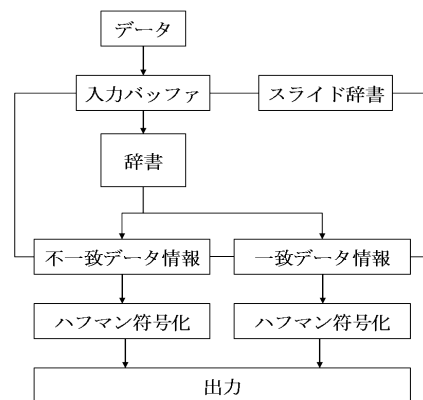 データ
入力バッファ
スライド辞書
辞書
不一致データ情報
一致データ情報
ハフマン符号化
ハフマン符号化
出力